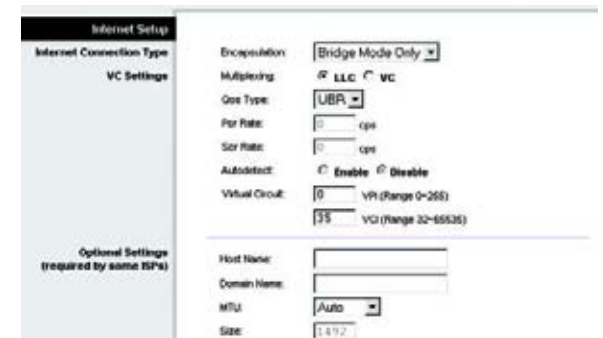 Internet Setup
Internet Connection Type
Encapsulation: Bridge Mode Only
VC Settings
Multiplexing: LLC VC
Qos Type: UBR
Pcr Rate: 0 cps
Scr Rate: 0 cps
Autodetect: Enable Disable
Virtual Circuit: 0 VPI (Range 0~255)
35 VCI (Range 32~65535)
Optional Settings
(required by some ISPs)
Host Name:
Domain Name:
MTU: Auto
Size: 1492